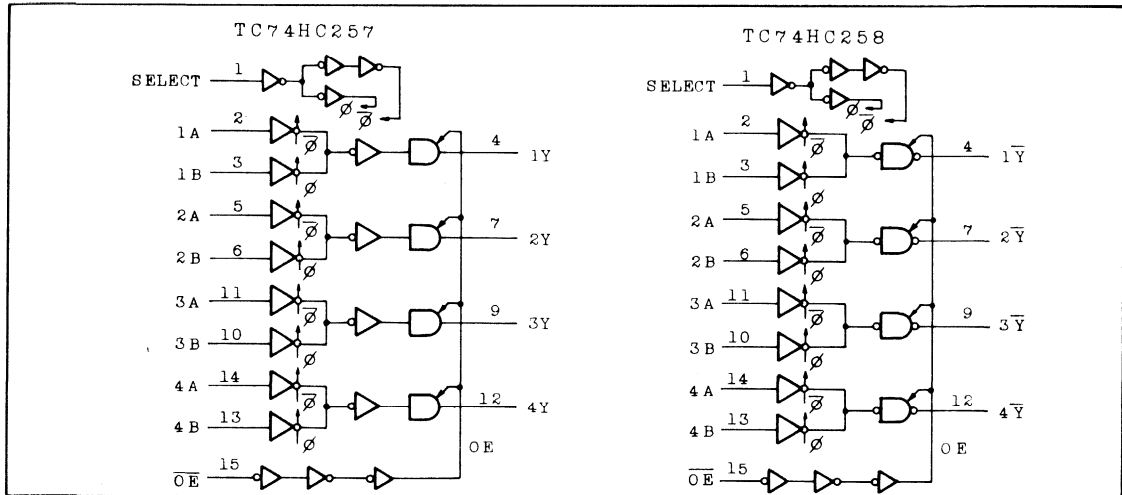 TC74HC257
SELECT 1
φ φ̅
1A 2
φ̅
4 1Y
1B 3
φ
2A 5
φ̅
7 2Y
2B 6
φ
3A 11
φ̅
9 3Y
3B 10
φ
4A 14
φ̅
12 4Y
4B 13
φ
OE
O̅E̅ 15
TC74HC258
SELECT 1
φ φ̅
1A 2
φ̅
4 1Y̅
1B 3
φ
2A 5
φ̅
7 2Y̅
2B 6
φ
3A 11
φ̅
9 3Y̅
3B 10
φ
4A 14
φ̅
12 4Y̅
4B 13
φ
OE
O̅E̅ 15